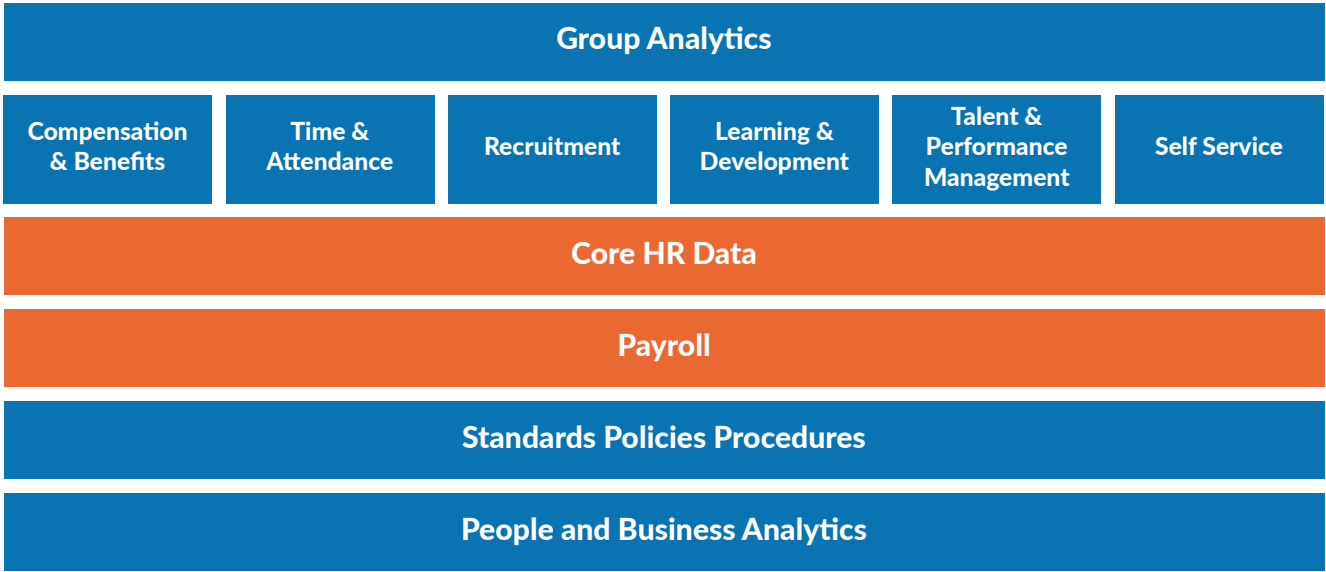 Group Analytics
Compensation
& Benefits
Time &
Attendance
Recruitment
Learning &
Development
Talent &
Performance
Management
Self Service
Core HR Data
Payroll
Standards Policies Procedures
People and Business Analytics